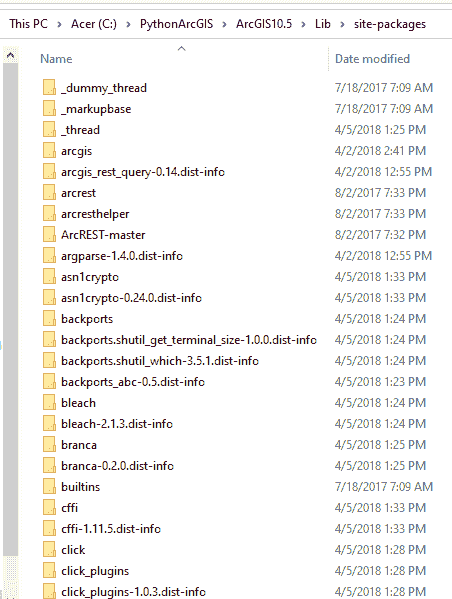 This PC > Acer (C:) > PythonArcGIS > ArcGIS10.5 > Lib > site-packages
Name Date modified
_dummy_thread 7/18/2017 7:09 AM
_markupbase 7/18/2017 7:09 AM
_thread 4/5/2018 1:25 PM
arcgis 4/2/2018 2:41 PM
arcgis_rest_query-0.14.dist-info 4/2/2018 12:55 PM
arcrest 8/2/2017 7:33 PM
arcresthelper 8/2/2017 7:33 PM
ArcREST-master 8/2/2017 7:32 PM
argparse-1.4.0.dist-info 4/2/2018 12:55 PM
asn1crypto 4/5/2018 1:33 PM
asn1crypto-0.24.0.dist-info 4/5/2018 1:33 PM
backports 4/5/2018 1:24 PM
backports.shutil_get_terminal_size-1.0.0.dist-info 4/5/2018 1:24 PM
backports.shutil_which-3.5.1.dist-info 4/5/2018 1:24 PM
backports_abc-0.5.dist-info 4/5/2018 1:23 PM
bleach 4/5/2018 1:24 PM
bleach-2.1.3.dist-info 4/5/2018 1:24 PM
branca 4/5/2018 1:25 PM
branca-0.2.0.dist-info 4/5/2018 1:25 PM
builtins 7/18/2017 7:09 AM
cffi 4/5/2018 1:33 PM
cffi-1.11.5.dist-info 4/5/2018 1:33 PM
click 4/5/2018 1:28 PM
click_plugins 4/5/2018 1:28 PM
click_plugins-1.0.3.dist-info 4/5/2018 1:28 PM